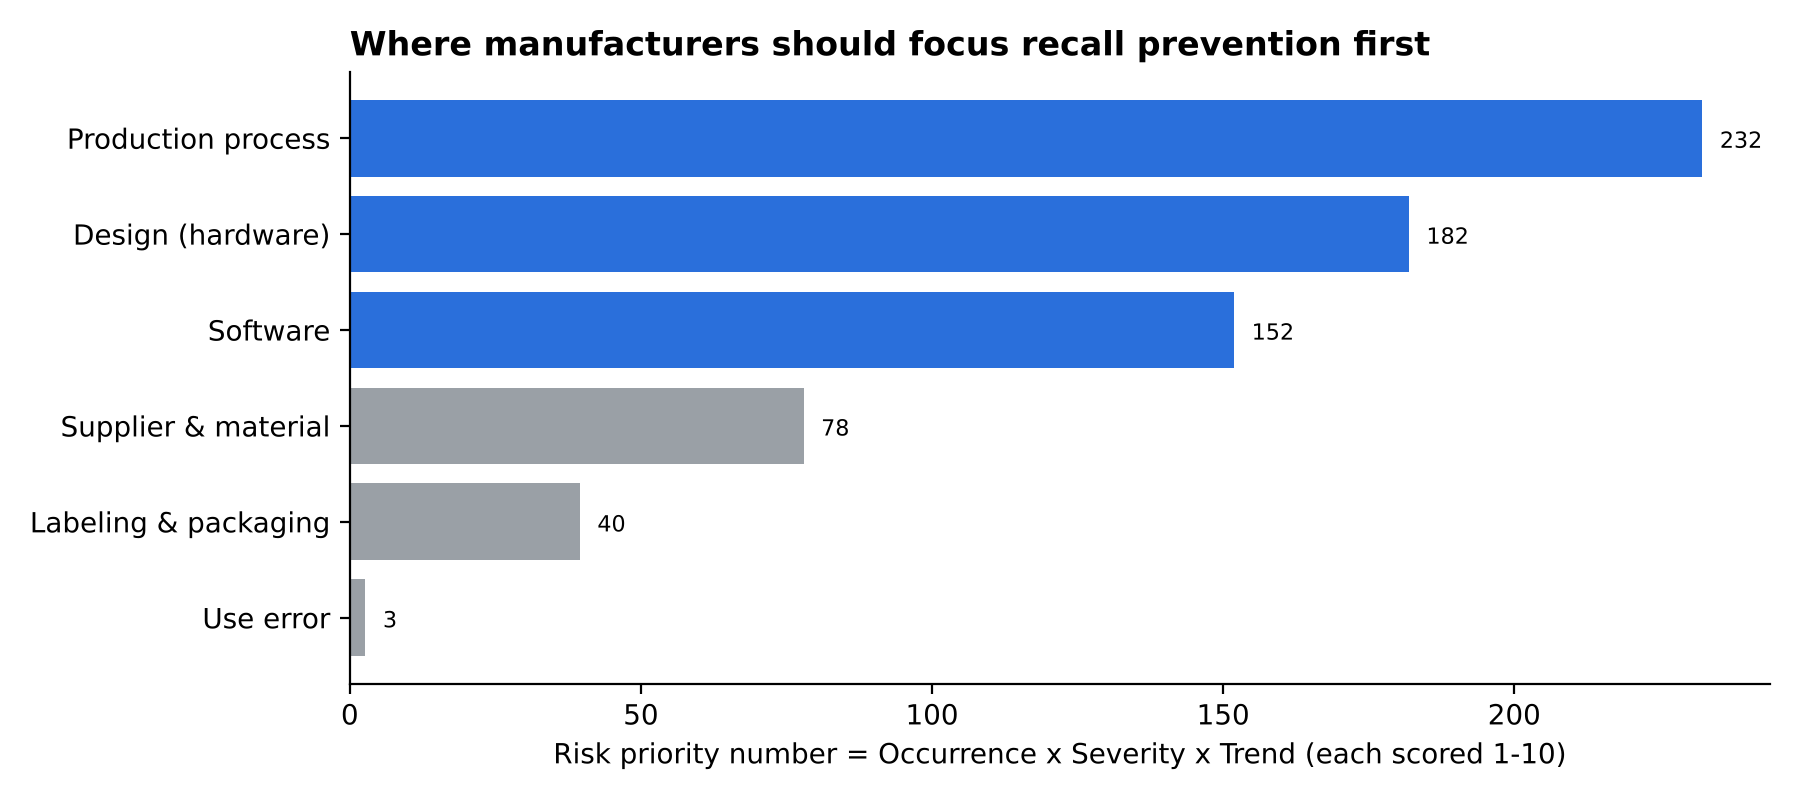 Where manufacturers should focus recall prevention first
Production process
232
Design (hardware)
182
Software
152
Supplier & material
78
Labeling & packaging
40
Use error
3
0 50 100 150 200
Risk priority number = Occurrence x Severity x Trend (each scored 1-10)